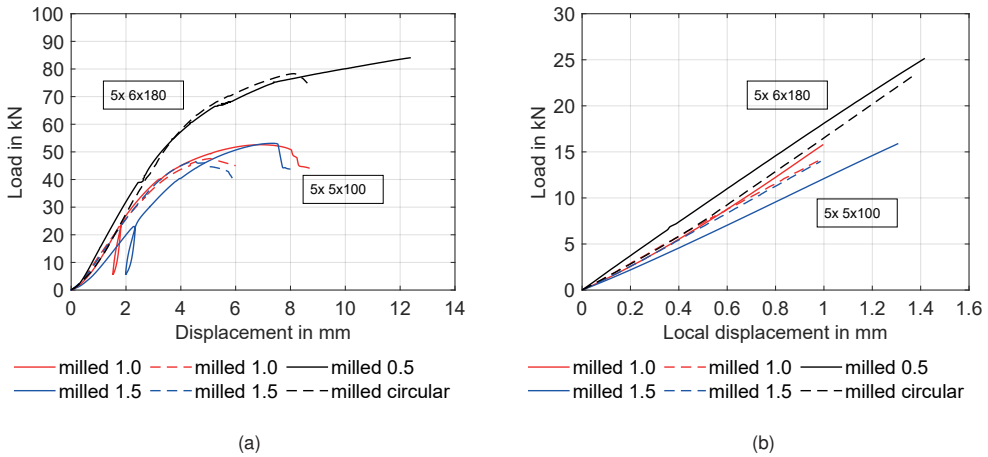 100
90
80
70
60
50
40
30
20
10
0
Load in kN
5x 6x180
5x 5x100
0 2 4 6 8 10 12 14
Displacement in mm
milled 1.0 milled 1.0 milled 0.5
milled 1.5 milled 1.5 milled circular
(a)
30
25
20
15
10
5
0
Load in kN
5x 6x180
5x 5x100
0 0.2 0.4 0.6 0.8 1 1.2 1.4 1.6
Local displacement in mm
milled 1.0 milled 1.0 milled 0.5
milled 1.5 milled 1.5 milled circular
(b)